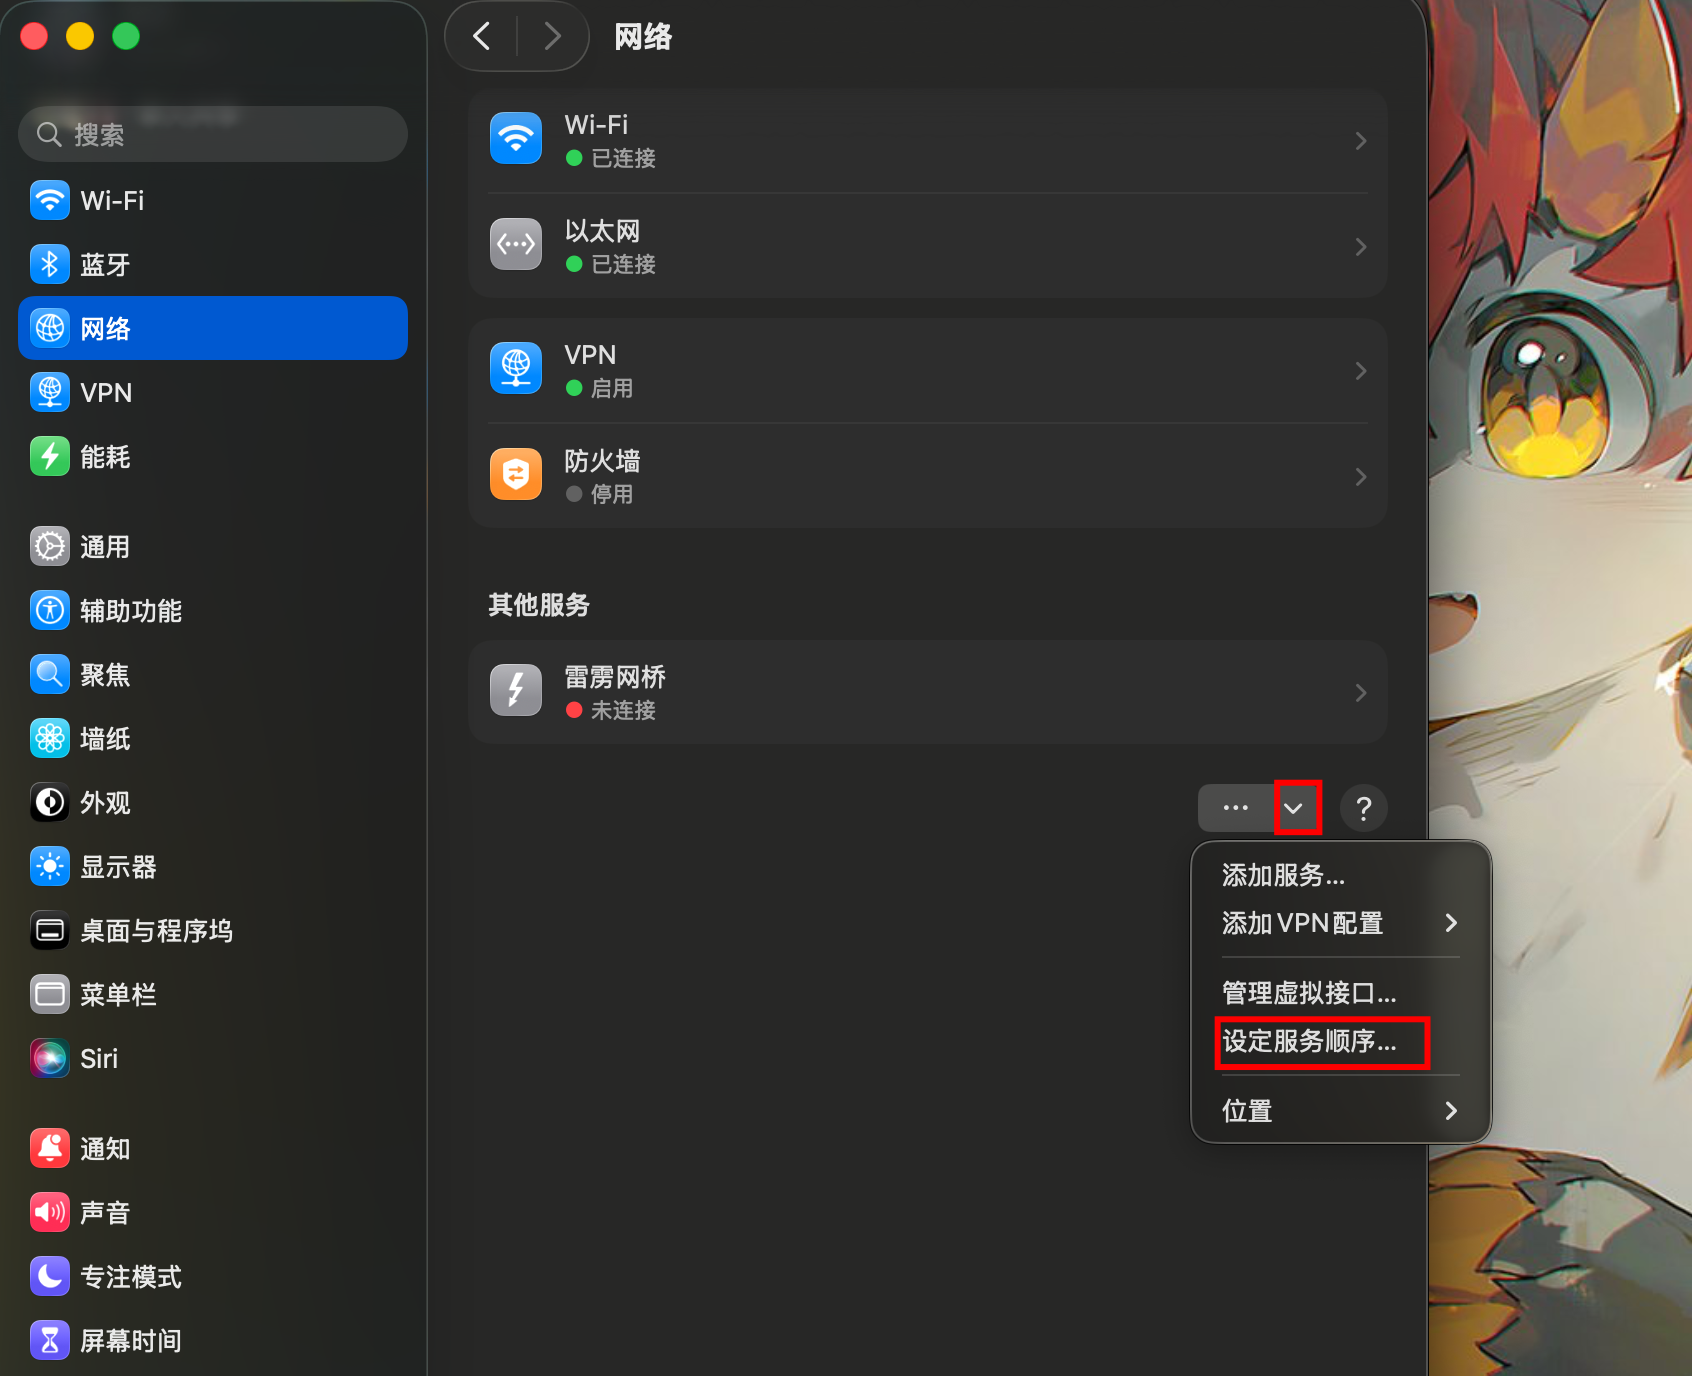 搜索
Wi-Fi
蓝牙
网络
VPN
能耗
通用
辅助功能
聚焦
墙纸
外观
显示器
桌面与程序坞
菜单栏
Siri
通知
声音
专注模式
屏幕时间
网络
Wi-Fi
已连接
以太网
已连接
VPN
启用
防火墙
停用
其他服务
雷雳网桥
未连接
?
添加服务...
添加VPN配置
管理虚拟接口...
设定服务顺序...
位置